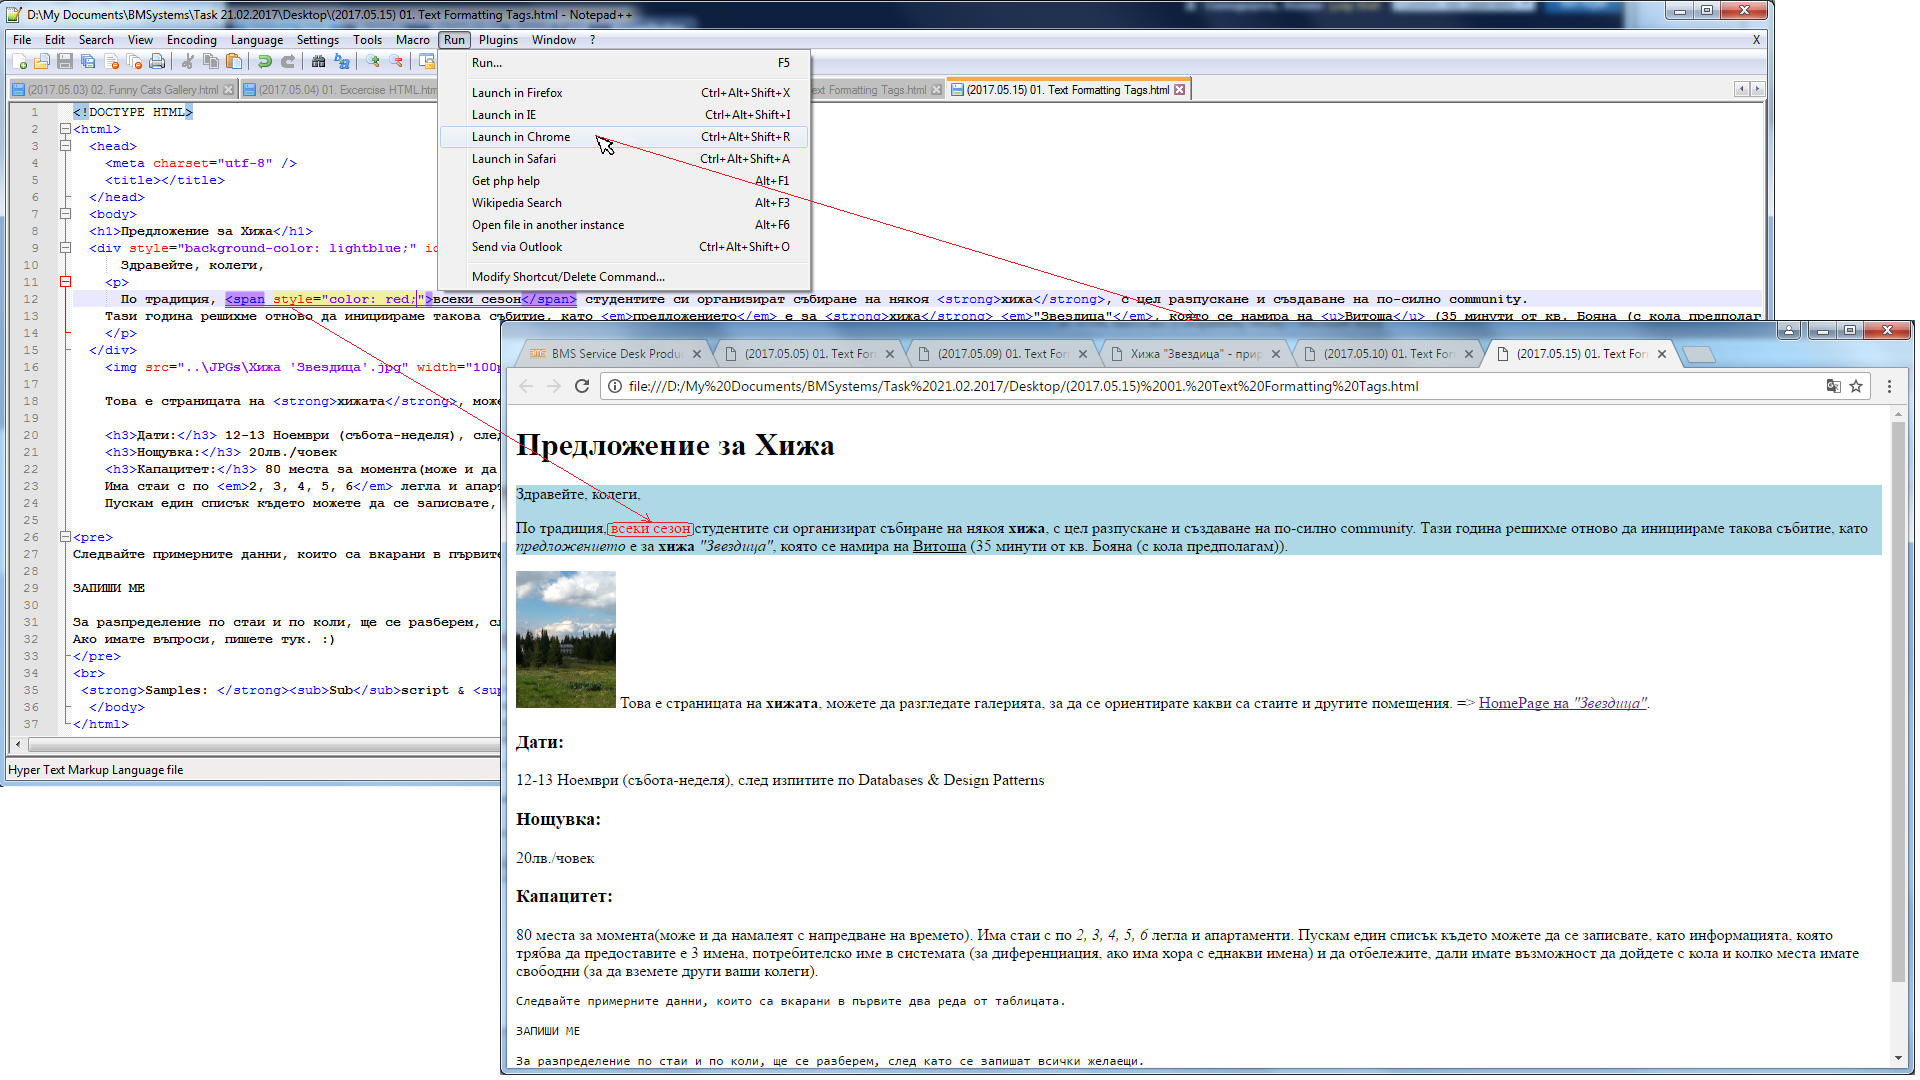 D:\My Documents\BMSystems\Task 21.02.2017\Desktop\(2017.05.15) 01. Text Formatting Tags.html - Notepad++
File Edit Search View Encoding Language Settings Tools Macro Run Plugins Window ? X
(2017.05.03) 02. Funny Cats Gallery.html (2017.05.04) 01. Excercise HTML.htm ext Formatting Tags.html (2017.05.15) 01. Text Formatting Tags.html
Run... F5
Launch in Firefox Ctrl+Alt+Shift+X
Launch in IE Ctrl+Alt+Shift+I
Launch in Chrome Ctrl+Alt+Shift+R
Launch in Safari Ctrl+Alt+Shift+A
Get php help Alt+F1
Wikipedia Search Alt+F3
Open file in another instance Alt+F6
Send via Outlook Ctrl+Alt+Shift+O
Modify Shortcut/Delete Command...
1 <!DOCTYPE HTML>
2 <html>
3 <head>
4 <meta charset="utf-8" />
5 <title></title>
6 </head>
7 <body>
8 <h1>Предложение за Хижа</h1>
9 <div style="background-color: lightblue;" id
10 Здравейте, колеги,
11 <p>
12 По традиция, <span style="color: red;">всеки сезон</span> студентите си организират събиране на някоя <strong>хижа</strong>, с цел разпускане и създаване на по-силно community.
13 Тази година решихме отново да инициираме такова събитие, като <em>предложението</em> е за <strong>хижа</strong> <em>"Звездица"</em>, която се намира на <u>Витоша</u> (35 минути от кв. Бояна (с кола предполаг
14 </p>
15 </div>
16 <img src="..\JPGs\Хижа 'Звездица'.jpg" width="100p
17
18 Това е страницата на <strong>хижата</strong>, може
19
20 <h3>Дати:</h3> 12-13 Ноември (събота-неделя), след
21 <h3>Нощувка:</h3> 20лв./човек
22 <h3>Капацитет:</h3> 80 места за момента(може и да
23 Има стаи с по <em>2, 3, 4, 5, 6</em> легла и апарт
24 Пускам един списък където можете да се записвате,
25
26 <pre>
27 Следвайте примерните данни, които са вкарани в първите
28
29 ЗАПИШИ МЕ
30
31 За разпределение по стаи и по коли, ще се разберем, сл
32 Ако имате въпроси, пишете тук. :)
33 </pre>
34 <br>
35 <strong>Samples: </strong><sub>Sub</sub>script & <sup
36 </body>
37 </html>
Hyper Text Markup Language file
BMS Service Desk Produ (2017.05.05) 01. Text For (2017.05.09) 01. Text For Хижа "Звездица" - при (2017.05.10) 01. Text For (2017.05.15) 01. Text For
file:///D:/My%20Documents/BMSystems/Task%2021.02.2017/Desktop/(2017.05.15)%2001.%20Text%20Formatting%20Tags.html
Предложение за Хижа
Здравейте, колеги,
По традиция, всеки сезон студентите си организират събиране на някоя хижа, с цел разпускане и създаване на по-силно community. Тази година решихме отново да инициираме такова събитие, като
предложението е за хижа "Звездица", която се намира на Витоша (35 минути от кв. Бояна (с кола предполагам)).
Това е страницата на хижата, можете да разгледате галерията, за да се ориентирате какви са стаите и другите помещения. => HomePage на "Звездица".
Дати:
12-13 Ноември (събота-неделя), след изпитите по Databases & Design Patterns
Нощувка:
20лв./човек
Капацитет:
80 места за момента(може и да намалеят с напредване на времето). Има стаи с по 2, 3, 4, 5, 6 легла и апартаменти. Пускам един списък където можете да се записвате, като информацията, която
трябва да предоставите е 3 имена, потребителско име в системата (за диференциация, ако има хора с еднакви имена) и да отбележите, дали имате възможност да дойдете с кола и колко места имате
свободни (за да вземете други ваши колеги).
Следвайте примерните данни, които са вкарани в първите два реда от таблицата.
ЗАПИШИ МЕ
За разпределение по стаи и по коли, ще се разберем, след като се запишат всички желаещи.